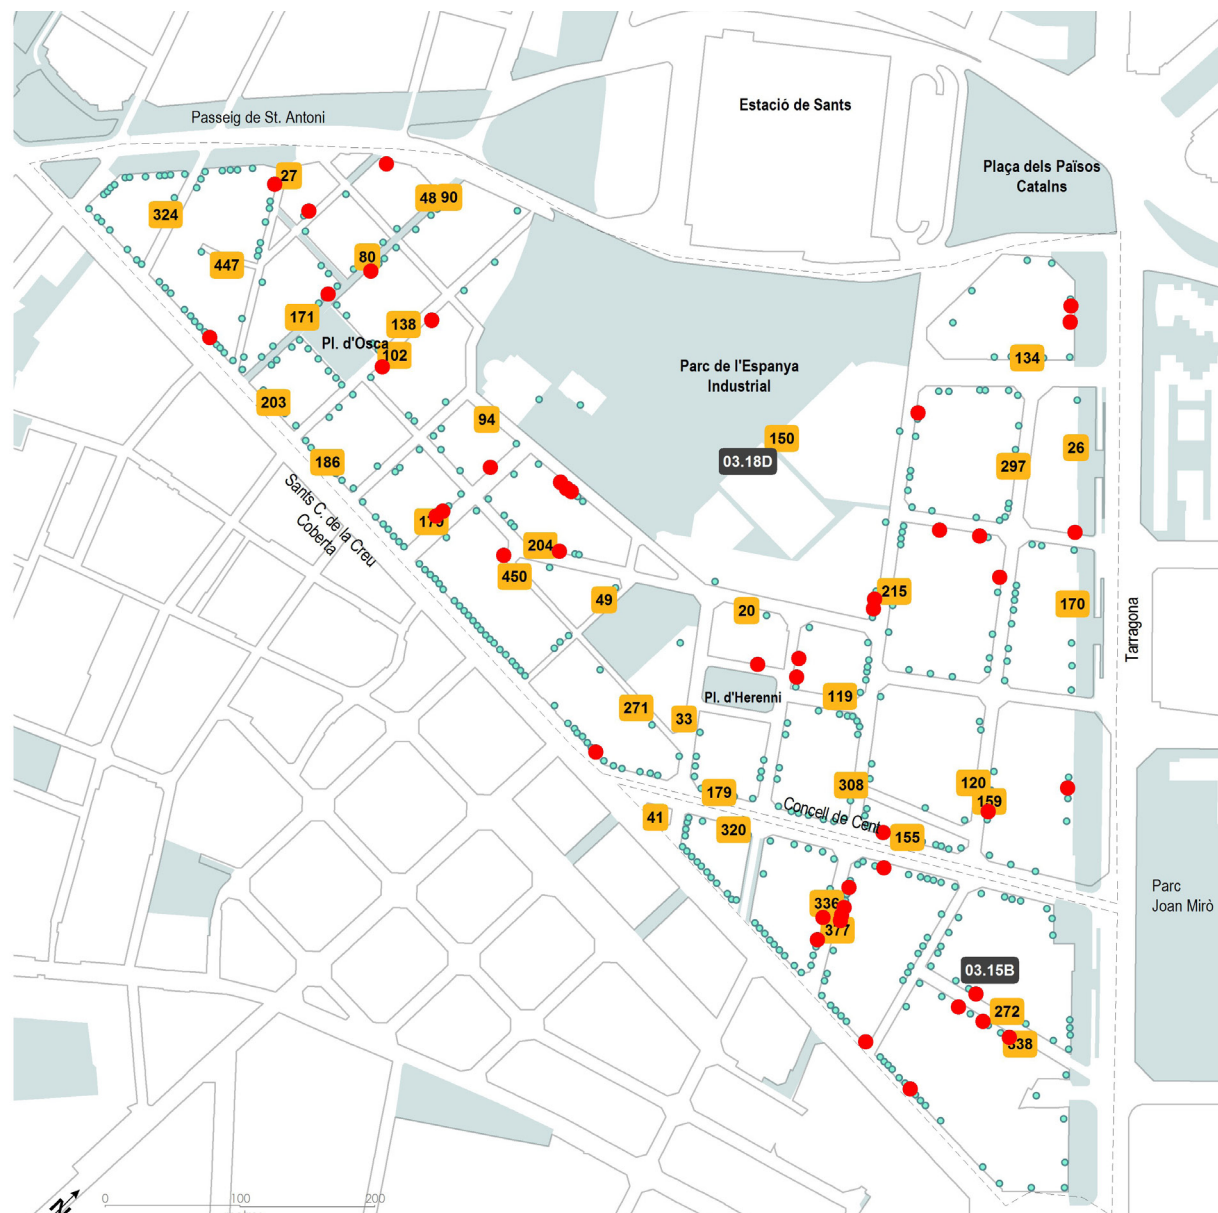 Passeig de St. Antoni
Estació de Sants
Plaça dels Països
Catalns
27
48 90
324
80
447
171
138
Pl. d'Osca
102
134
Parc de l'Espanya
Industrial
203
94
150
26
186
03.18D
297
Sants C. de la Creu
Coberta
204
450
49
20
215
170
Tarragona
Pl. d'Herenni
119
271
33
120
308
179
159
41
320
Concell de Cent
155
Parc
Joan Mirò
336
377
03.15B
272
338
N
0 100 200